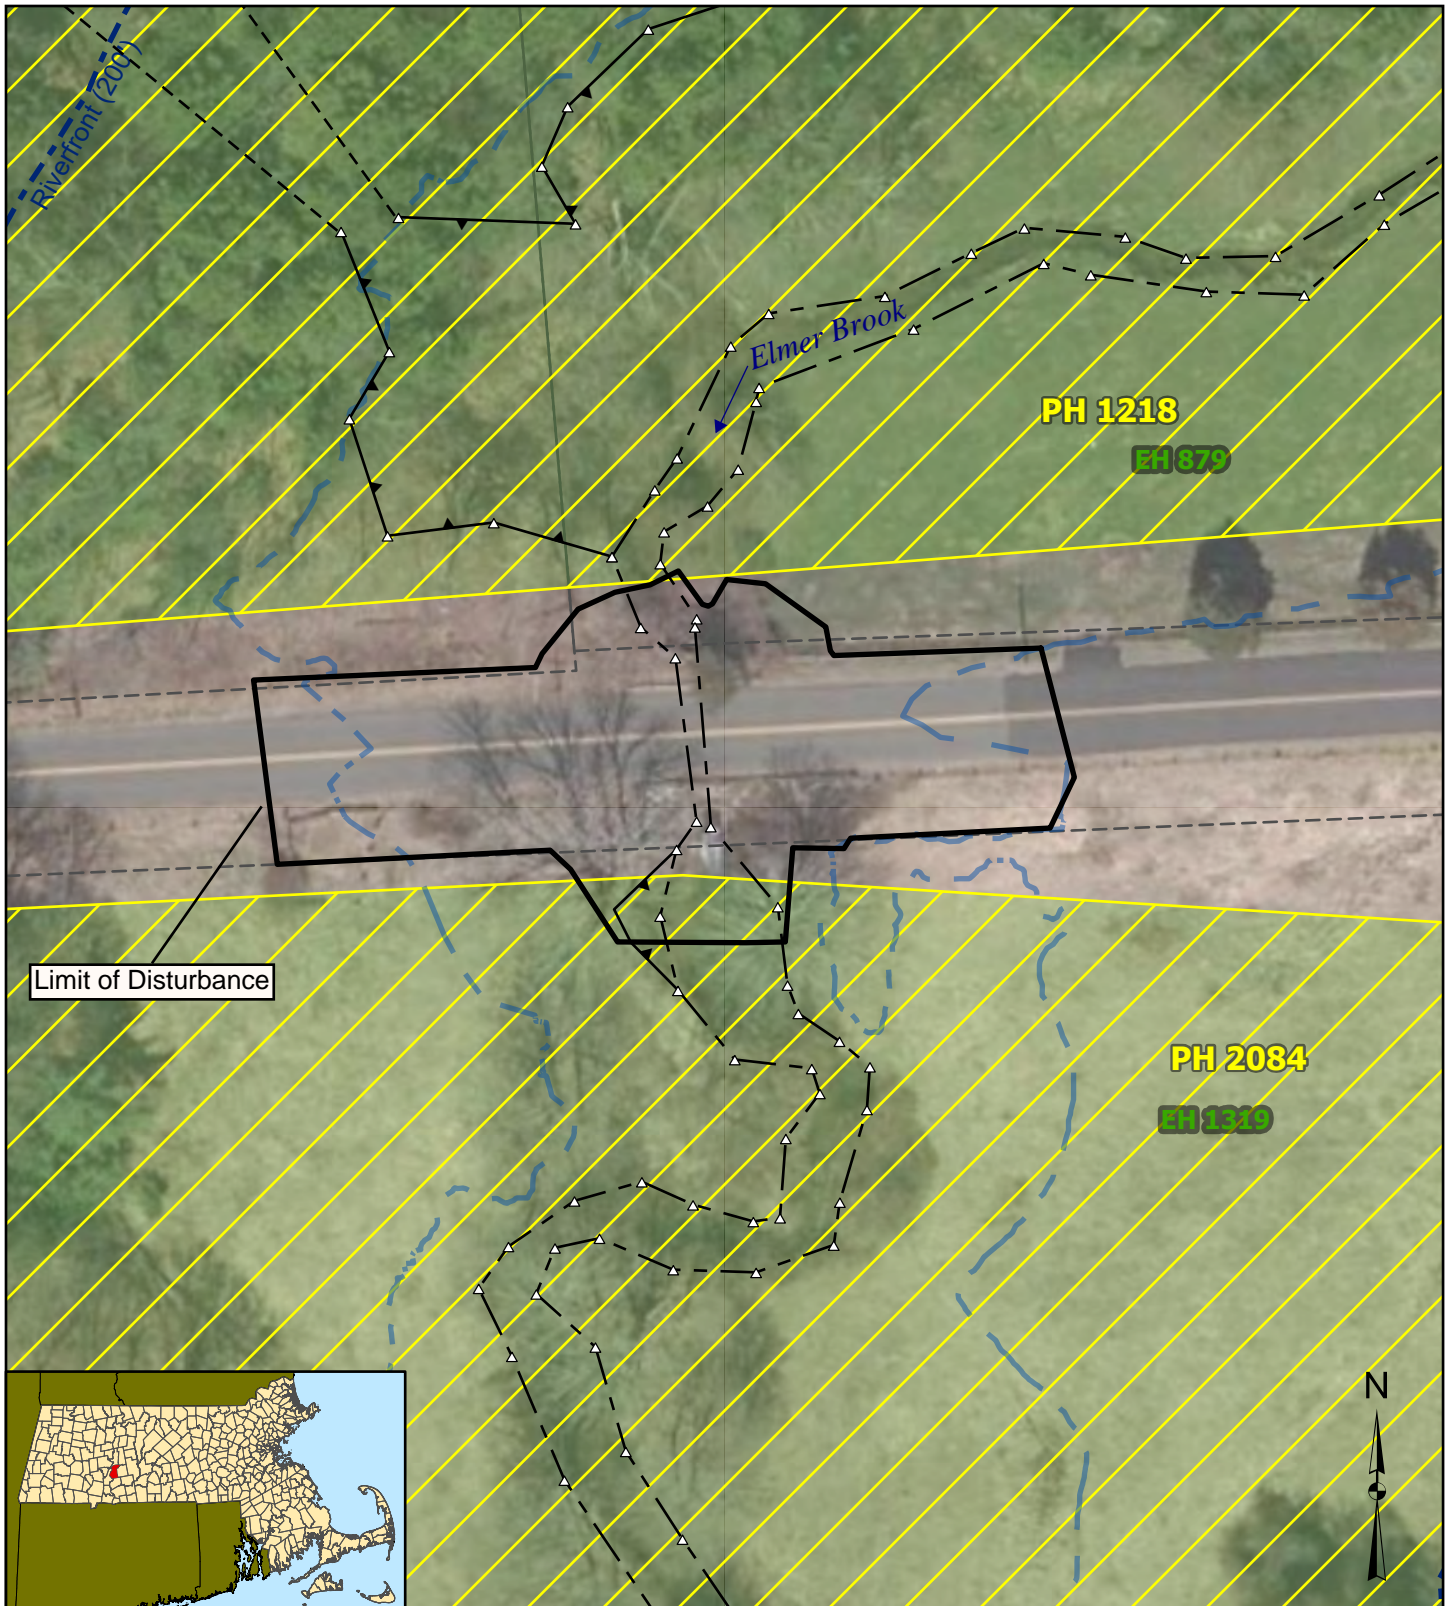 Riverfront (200')
Elmer Brook
PH 1218
EH 879
Limit of Disturbance
PH 2084
EH 1319
N